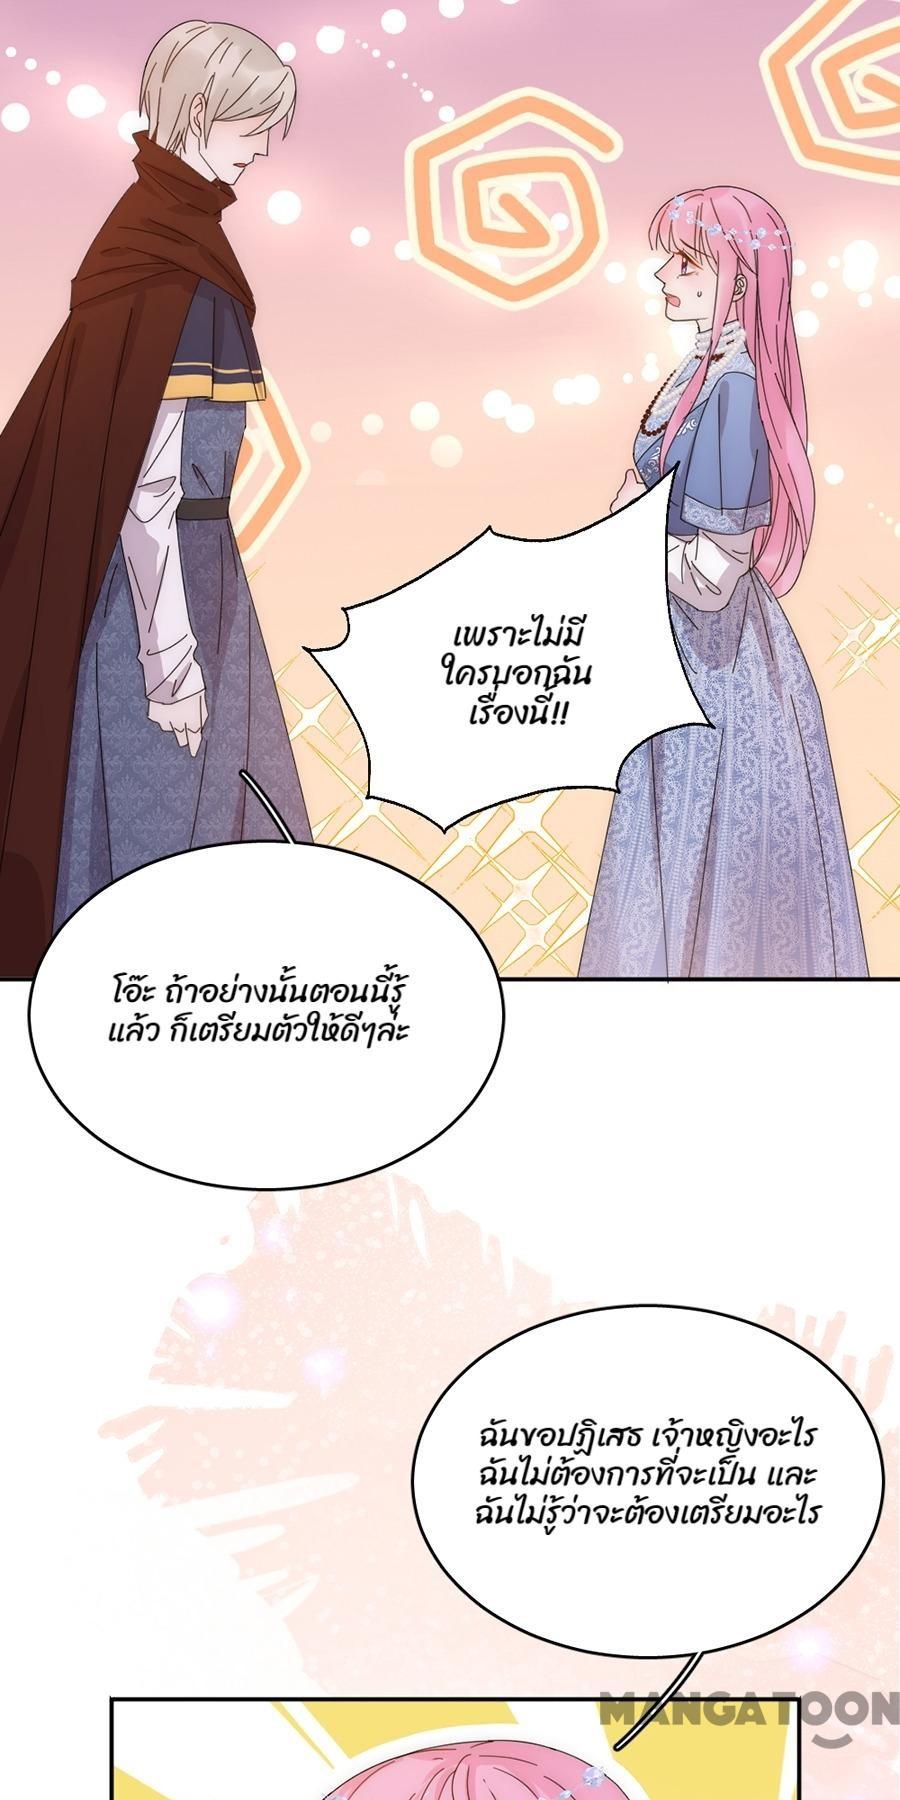 เพราะไม่มี
ใครบอกฉัน
เรื่องนี้!!
โอ๊ะ ถ้าอย่างนั้นตอนนี้รู้
แล้ว ก็เตรียมตัวให้ดีๆล่ะ
ฉันขอปฏิเสธ เจ้าหญิงอะไร
ฉันไม่ต้องการที่จะเป็น และ
ฉันไม่รู้ว่าจะต้องเตรียมอะไร
MANGATOON